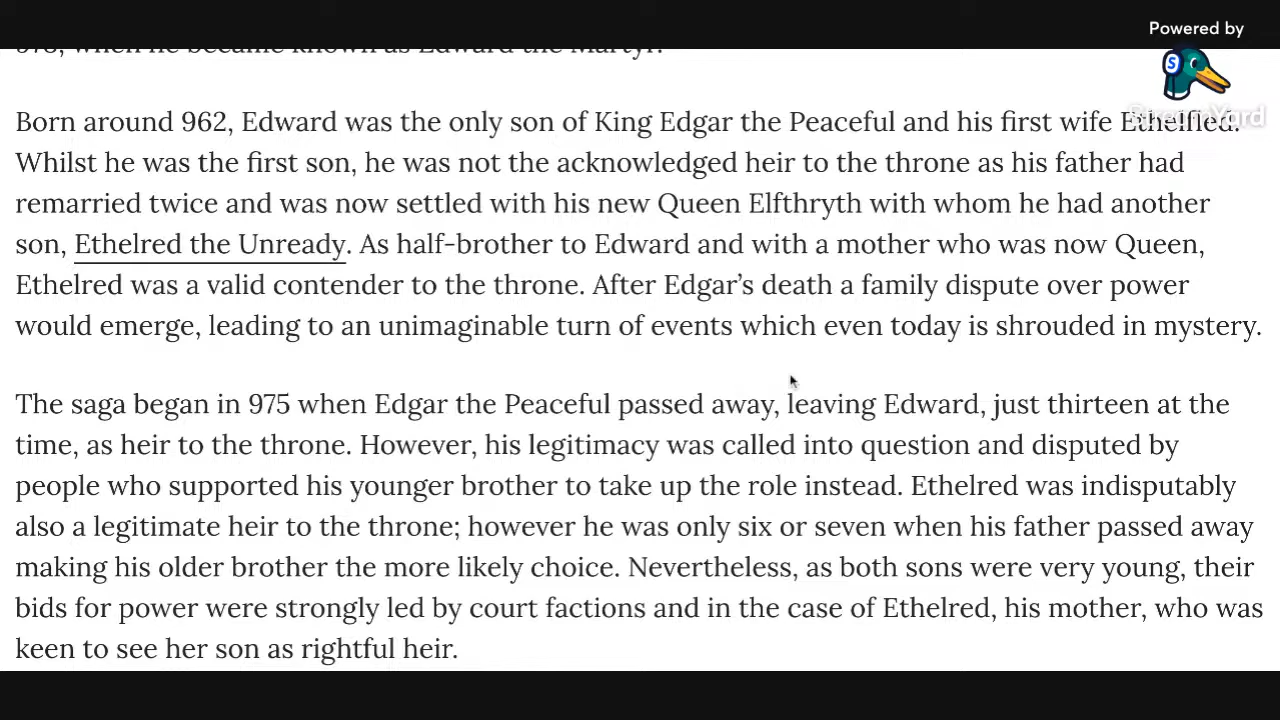 Powered by
StreamYard
978, when he became known as Edward the Martyr.
Born around 962, Edward was the only son of King Edgar the Peaceful and his first wife Ethelfled.
Whilst he was the first son, he was not the acknowledged heir to the throne as his father had
remarried twice and was now settled with his new Queen Elfthryth with whom he had another
son, Ethelred the Unready. As half-brother to Edward and with a mother who was now Queen,
Ethelred was a valid contender to the throne. After Edgar’s death a family dispute over power
would emerge, leading to an unimaginable turn of events which even today is shrouded in mystery.
The saga began in 975 when Edgar the Peaceful passed away, leaving Edward, just thirteen at the
time, as heir to the throne. However, his legitimacy was called into question and disputed by
people who supported his younger brother to take up the role instead. Ethelred was indisputably
also a legitimate heir to the throne; however he was only six or seven when his father passed away
making his older brother the more likely choice. Nevertheless, as both sons were very young, their
bids for power were strongly led by court factions and in the case of Ethelred, his mother, who was
keen to see her son as rightful heir.